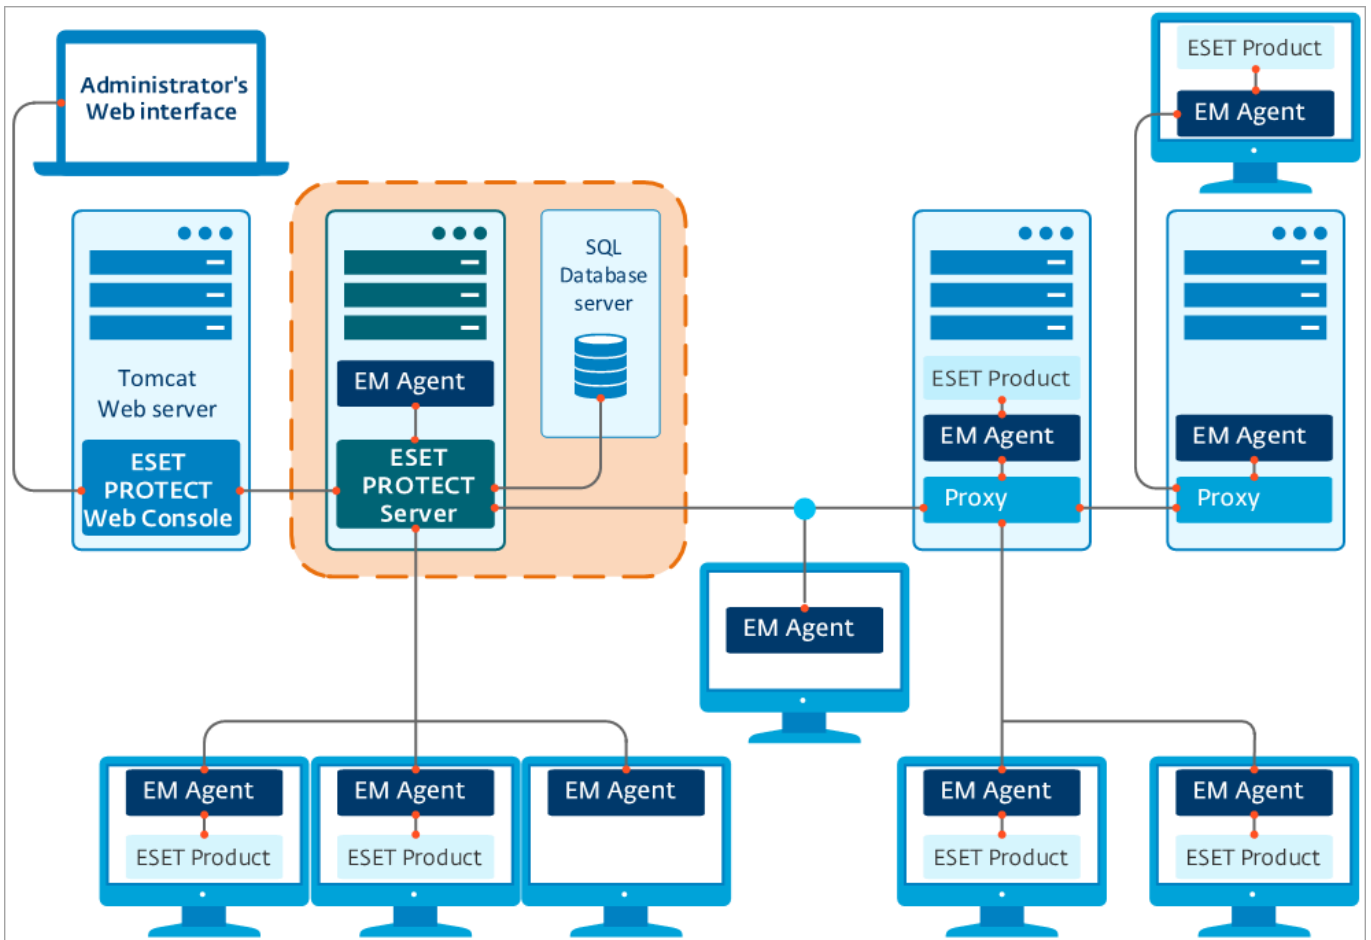 Administrator's
Web interface
ESET Product
EM Agent
Tomcat
Web server
ESET
PROTECT
Web Console
EM Agent
ESET
PROTECT
Server
SQL
Database
server
ESET Product
EM Agent
Proxy
EM Agent
Proxy
EM Agent
EM Agent
ESET Product
EM Agent
ESET Product
EM Agent
EM Agent
ESET Product
EM Agent
ESET Product